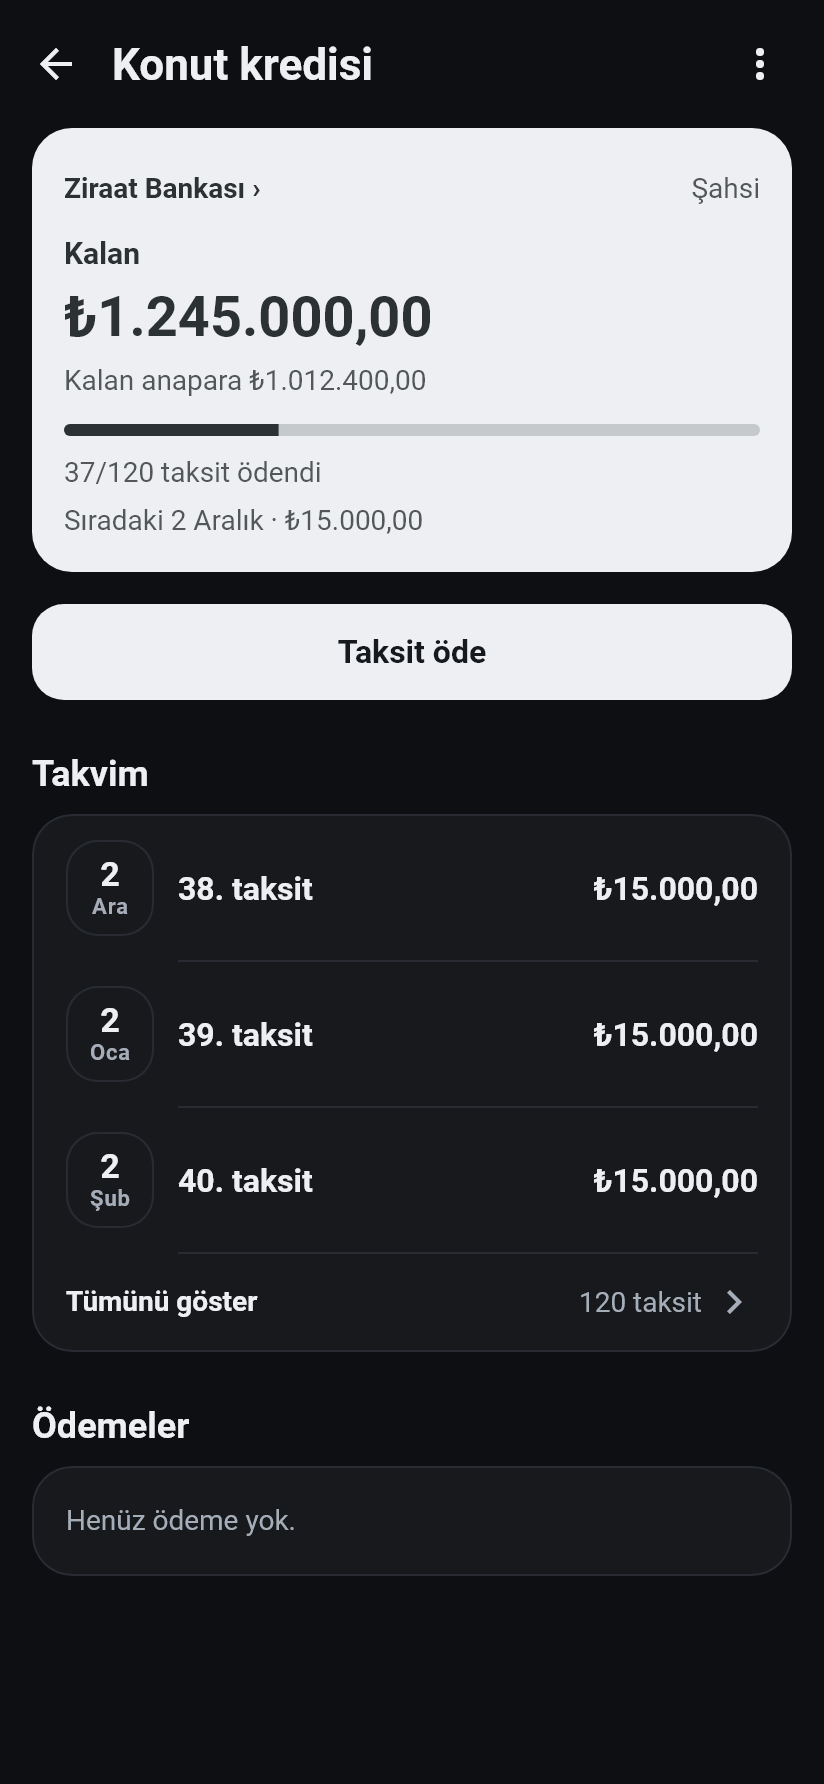 Konut kredisi
Ziraat Bankası › Şahsi
Kalan
₺1.245.000,00
Kalan anapara ₺1.012.400,00
37/120 taksit ödendi
Sıradaki 2 Aralık · ₺15.000,00
Taksit öde
Takvim
2 Ara 38. taksit ₺15.000,00
2 Oca 39. taksit ₺15.000,00
2 Şub 40. taksit ₺15.000,00
Tümünü göster 120 taksit
Ödemeler
Henüz ödeme yok.